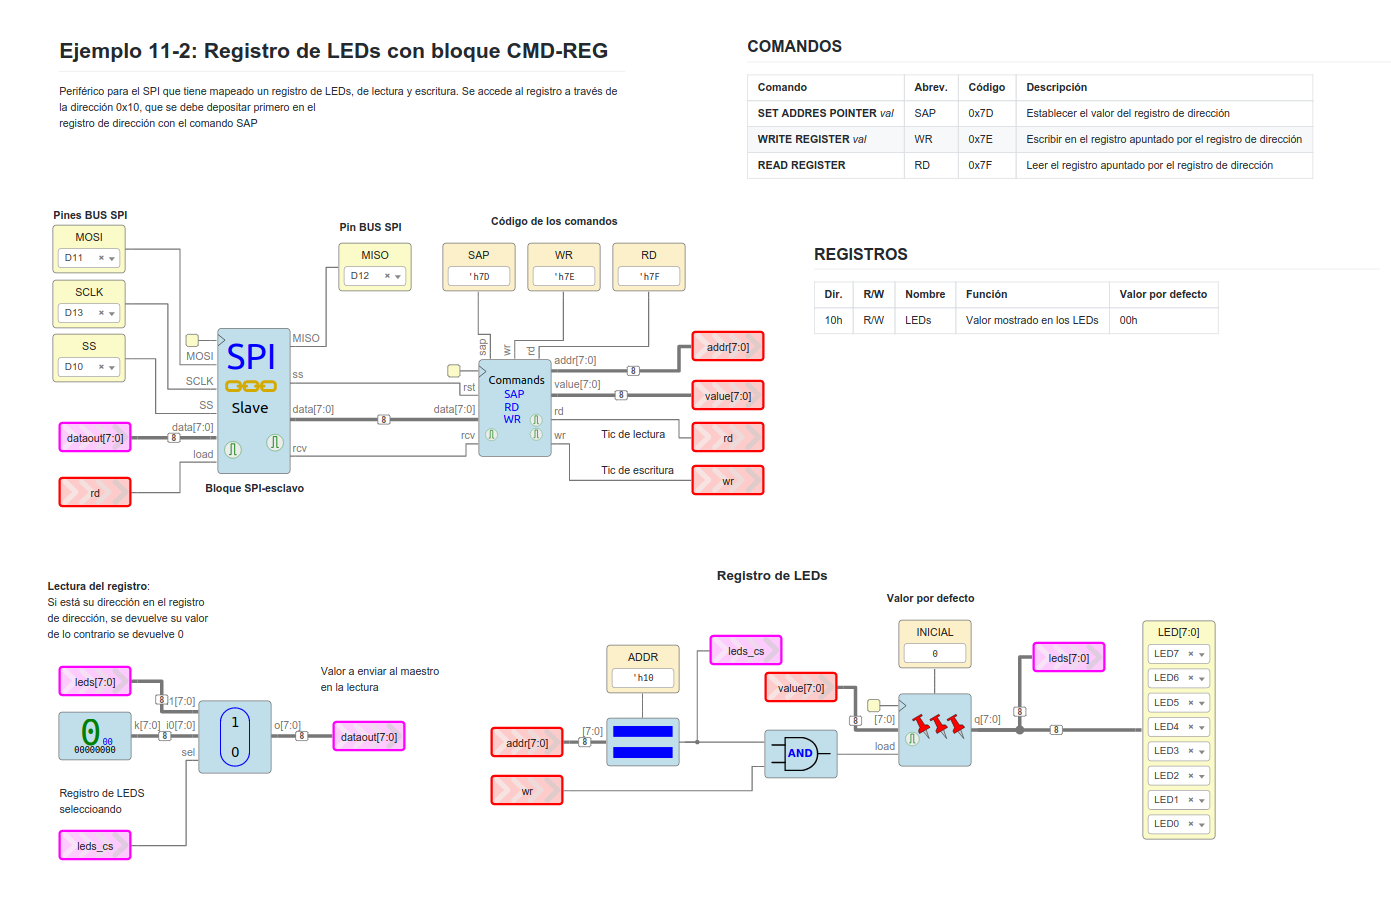 Ejemplo 11-2: Registro de LEDs con bloque CMD-REG
Periférico para el SPI que tiene mapeado un registro de LEDs, de lectura y escritura. Se accede al registro a través de
la dirección 0x10, que se debe depositar primero en el
registro de dirección con el comando SAP
COMANDOS
Comando Abrev. Código Descripción
SET ADDRES POINTER val SAP 0x7D Establecer el valor del registro de dirección
WRITE REGISTER val WR 0x7E Escribir en el registro apuntado por el registro de dirección
READ REGISTER RD 0x7F Leer el registro apuntado por el registro de dirección
REGISTROS
Dir. R/W Nombre Función Valor por defecto
10h R/W LEDs Valor mostrado en los LEDs 00h
Pines BUS SPI
MOSI
D11
SCLK
D13
SS
D10
dataout[7:0]
rd
Pin BUS SPI
MISO
D12
MOSI
SCLK
SS
data[7:0]
8
load
SPI
Slave
MISO
ss
data[7:0]
8
rcv
Bloque SPI-esclavo
Código de los comandos
SAP
'h7D
WR
'h7E
RD
'h7F
sap
wr
rd
rst
data[7:0]
rcv
Commands
SAP
RD
WR
addr[7:0]
8
value[7:0]
8
rd
wr
Tic de lectura
Tic de escritura
addr[7:0]
value[7:0]
rd
wr
Lectura del registro:
Si está su dirección en el registro
de dirección, se devuelve su valor
de lo contrario se devuelve 0
leds[7:0]
8
1[7:0]
0
00
00000000
k[7:0]
8
i0[7:0]
sel
1
0
o[7:0]
8
Valor a enviar al maestro
en la lectura
dataout[7:0]
Registro de LEDS
seleccioando
leds_cs
Registro de LEDs
ADDR
'h10
addr[7:0]
8
[7:0]
wr
leds_cs
AND
Valor por defecto
INICIAL
0
value[7:0]
8
[7:0]
load
q[7:0]
8
8
leds[7:0]
LED[7:0]
LED7
LED6
LED5
LED4
LED3
LED2
LED1
LED0